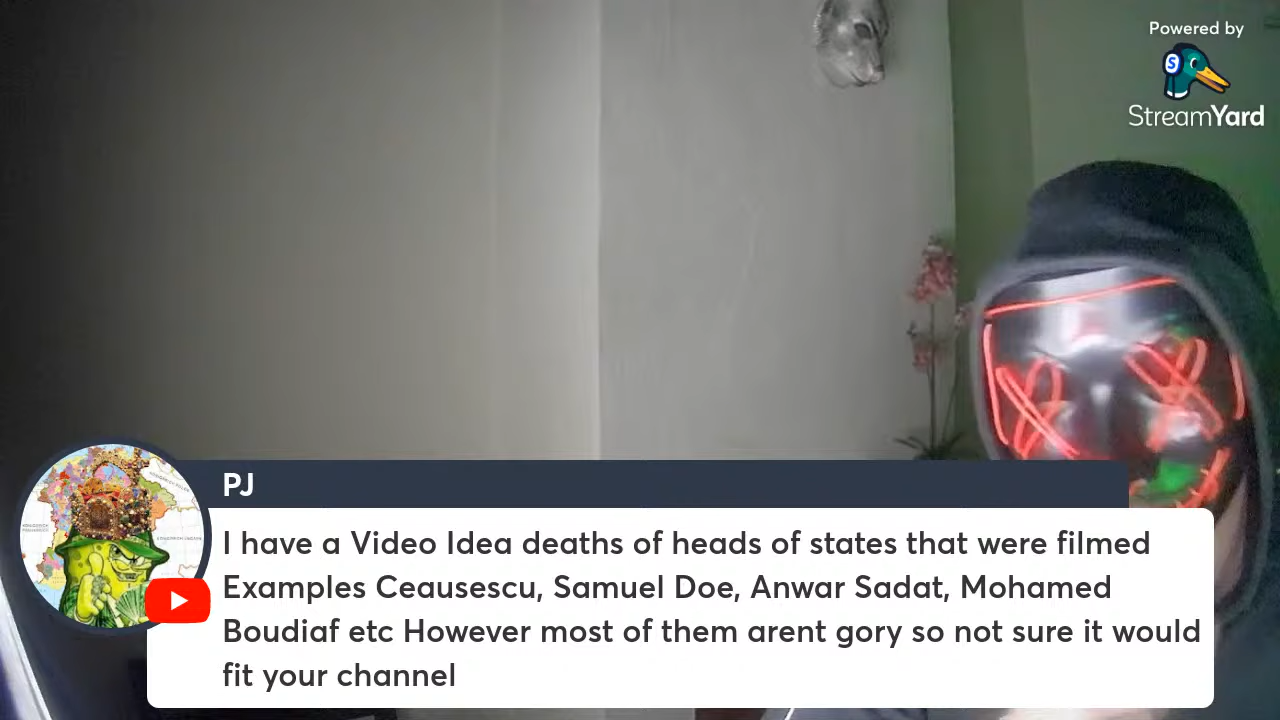 Powered by
StreamYard
PJ
I have a Video Idea deaths of heads of states that were filmed
Examples Ceausescu, Samuel Doe, Anwar Sadat, Mohamed
Boudiaf etc However most of them arent gory so not sure it would
fit your channel